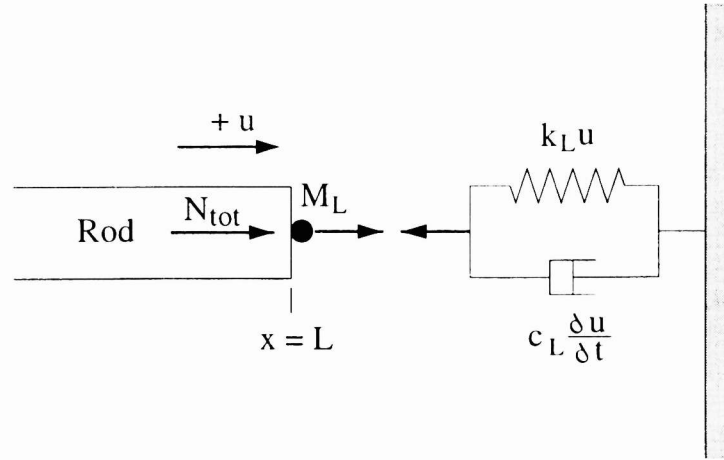 + u
k_L u
M_L
N_tot
Rod
x = L
c_L ∂u/∂t